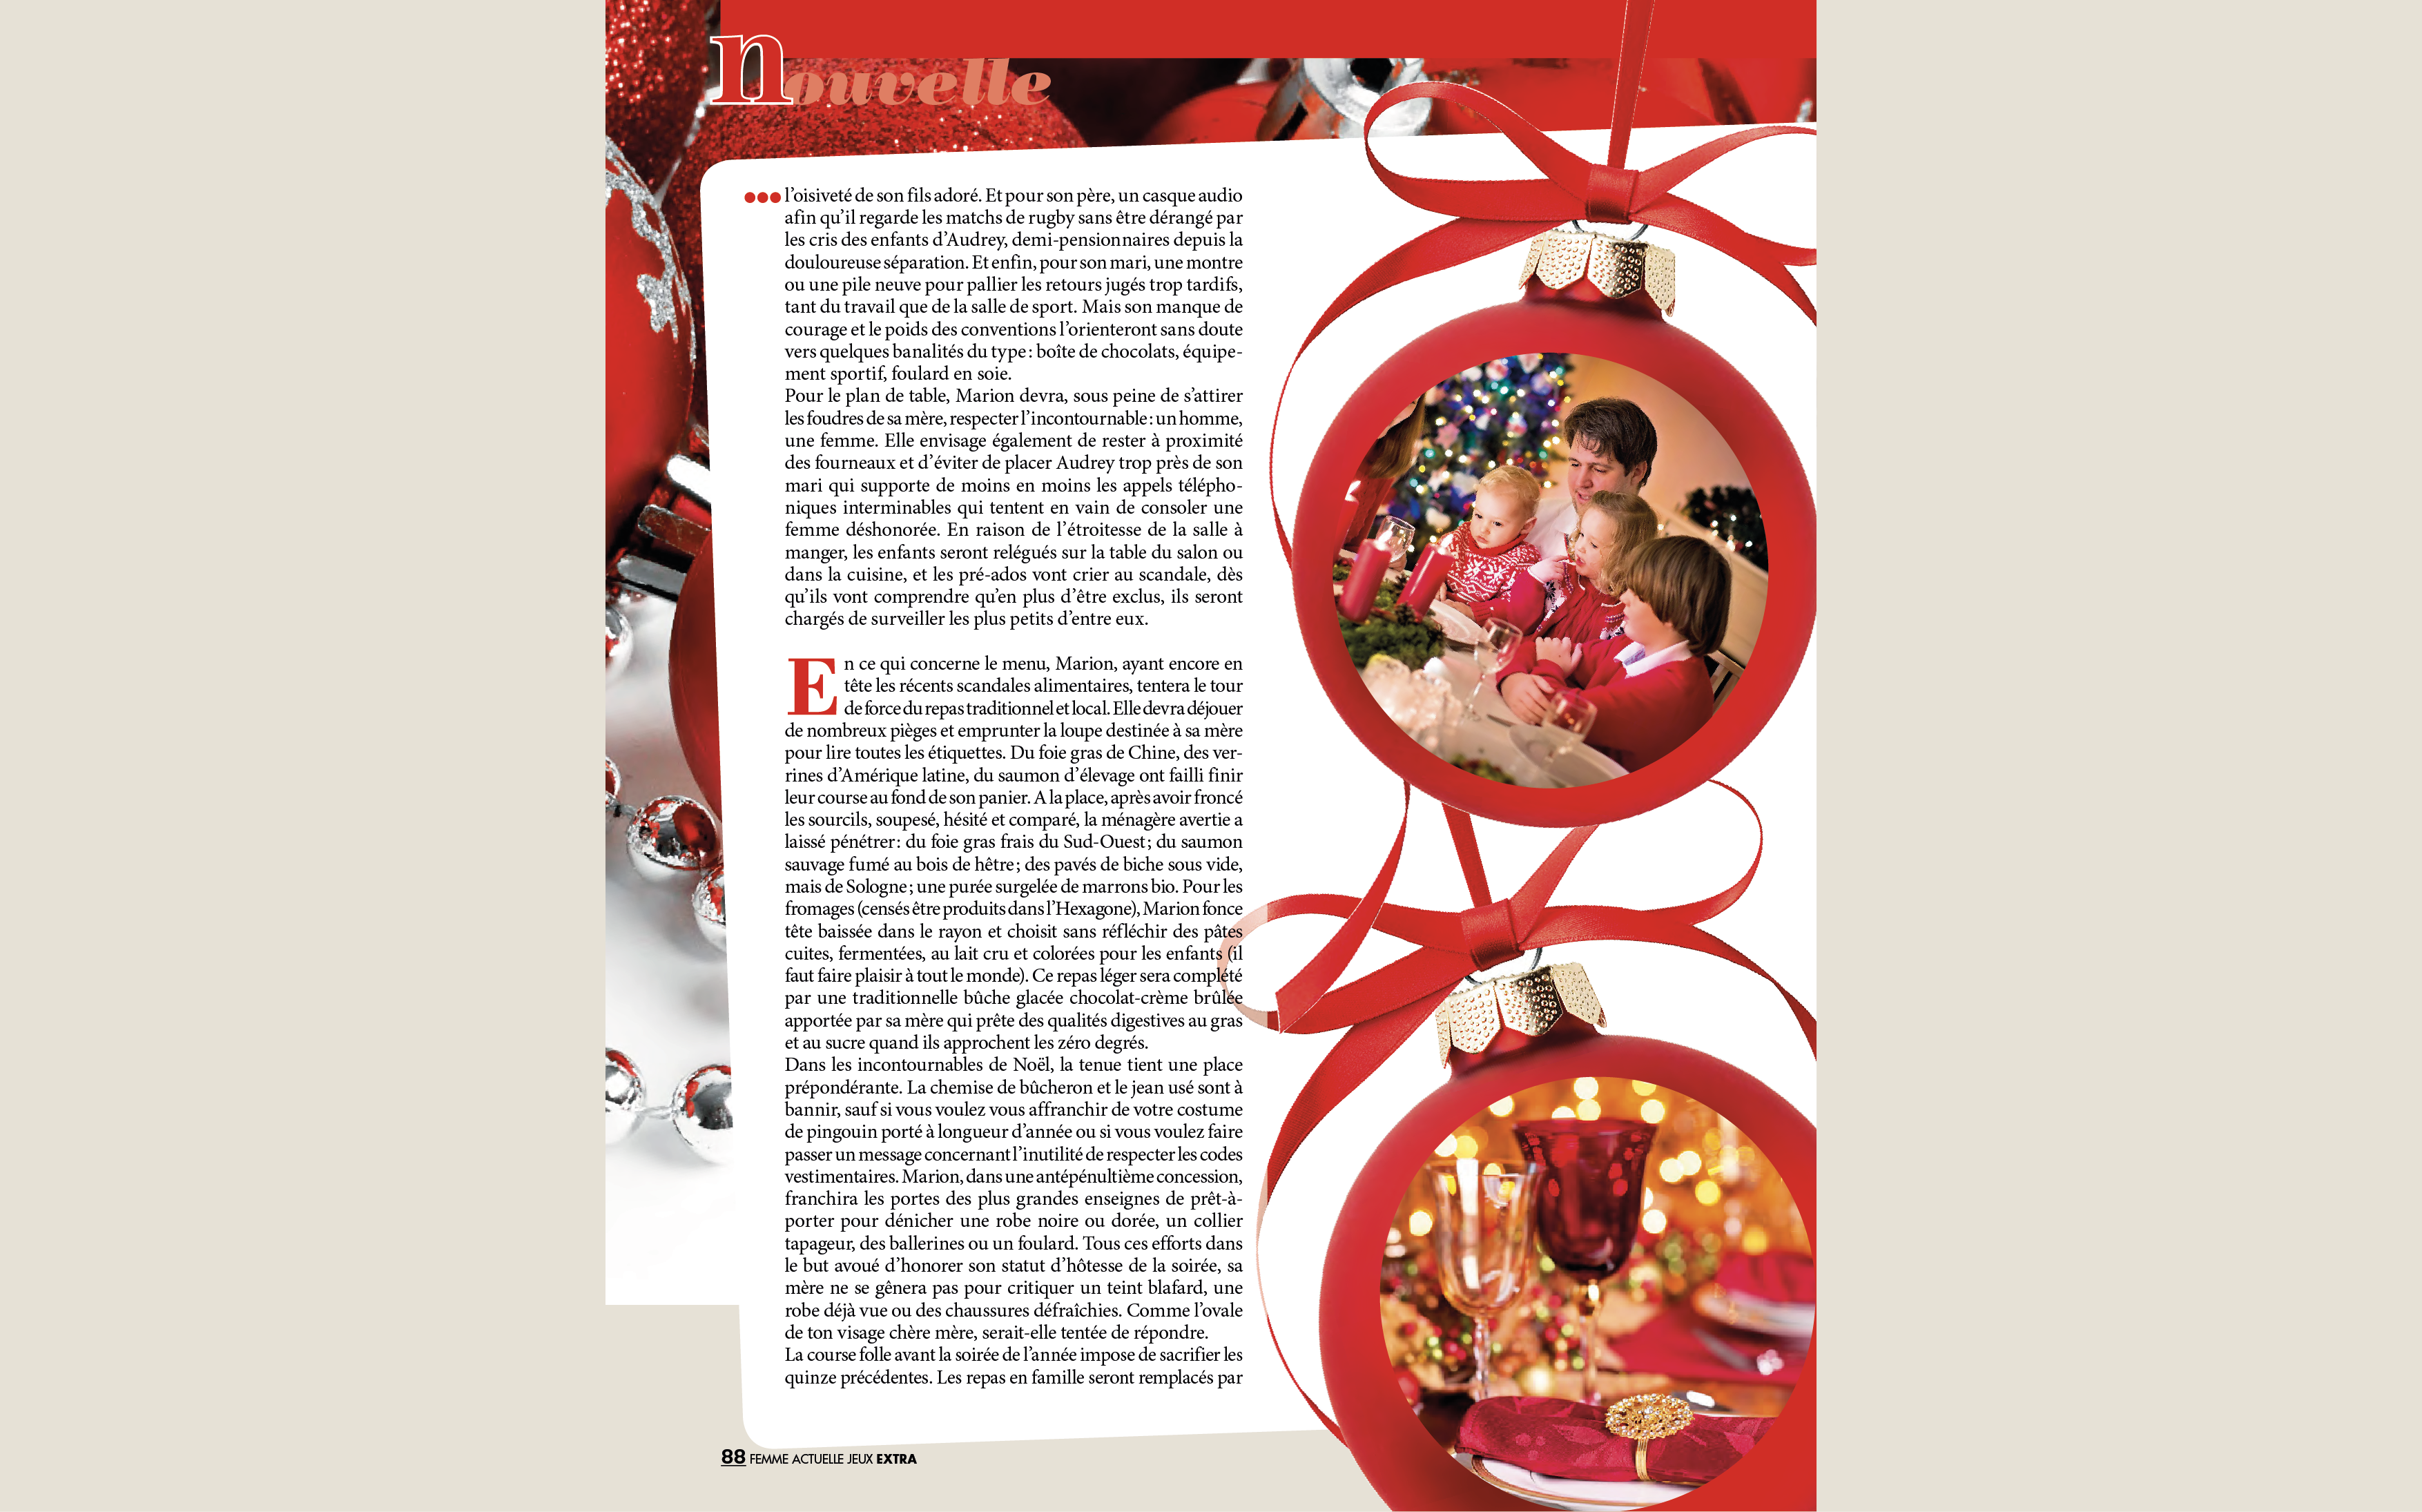 nouvelle
●●● l’oisiveté de son fils adoré. Et pour son père, un casque audio
afin qu’il regarde les matchs de rugby sans être dérangé par
les cris des enfants d’Audrey, demi-pensionnaires depuis la
douloureuse séparation. Et enfin, pour son mari, une montre
ou une pile neuve pour pallier les retours jugés trop tardifs,
tant du travail que de la salle de sport. Mais son manque de
courage et le poids des conventions l’orienteront sans doute
vers quelques banalités du type : boîte de chocolats, équipe-
ment sportif, foulard en soie.
Pour le plan de table, Marion devra, sous peine de s’attirer
les foudres de sa mère, respecter l’incontournable : un homme,
une femme. Elle envisage également de rester à proximité
des fourneaux et d’éviter de placer Audrey trop près de son
mari qui supporte de moins en moins les appels télépho-
niques interminables qui tentent en vain de consoler une
femme déshonorée. En raison de l’étroitesse de la salle à
manger, les enfants seront relégués sur la table du salon ou
dans la cuisine, et les pré-ados vont crier au scandale, dès
qu’ils vont comprendre qu’en plus d’être exclus, ils seront
chargés de surveiller les plus petits d’entre eux.
En ce qui concerne le menu, Marion, ayant encore en
tête les récents scandales alimentaires, tentera le tour
de force du repas traditionnel et local. Elle devra déjouer
de nombreux pièges et emprunter la loupe destinée à sa mère
pour lire toutes les étiquettes. Du foie gras de Chine, des ver-
rines d’Amérique latine, du saumon d’élevage ont failli finir
leur course au fond de son panier. A la place, après avoir froncé
les sourcils, soupesé, hésité et comparé, la ménagère avertie a
laissé pénétrer : du foie gras frais du Sud-Ouest ; du saumon
sauvage fumé au bois de hêtre ; des pavés de biche sous vide,
mais de Sologne ; une purée surgelée de marrons bio. Pour les
fromages (censés être produits dans l’Hexagone), Marion fonce
tête baissée dans le rayon et choisit sans réfléchir des pâtes
cuites, fermentées, au lait cru et colorées pour les enfants (il
faut faire plaisir à tout le monde). Ce repas léger sera complété
par une traditionnelle bûche glacée chocolat-crème brûlée
apportée par sa mère qui prête des qualités digestives au gras
et au sucre quand ils approchent les zéro degrés.
Dans les incontournables de Noël, la tenue tient une place
prépondérante. La chemise de bûcheron et le jean usé sont à
bannir, sauf si vous voulez vous affranchir de votre costume
de pingouin porté à longueur d’année ou si vous voulez faire
passer un message concernant l’inutilité de respecter les codes
vestimentaires. Marion, dans une antépénultième concession,
franchira les portes des plus grandes enseignes de prêt-à-
porter pour dénicher une robe noire ou dorée, un collier
tapageur, des ballerines ou un foulard. Tous ces efforts dans
le but avoué d’honorer son statut d’hôtesse de la soirée, sa
mère ne se gênera pas pour critiquer un teint blafard, une
robe déjà vue ou des chaussures défraîchies. Comme l’ovale
de ton visage chère mère, serait-elle tentée de répondre.
La course folle avant la soirée de l’année impose de sacrifier les
quinze précédentes. Les repas en famille seront remplacés par
88 FEMME ACTUELLE JEUX EXTRA